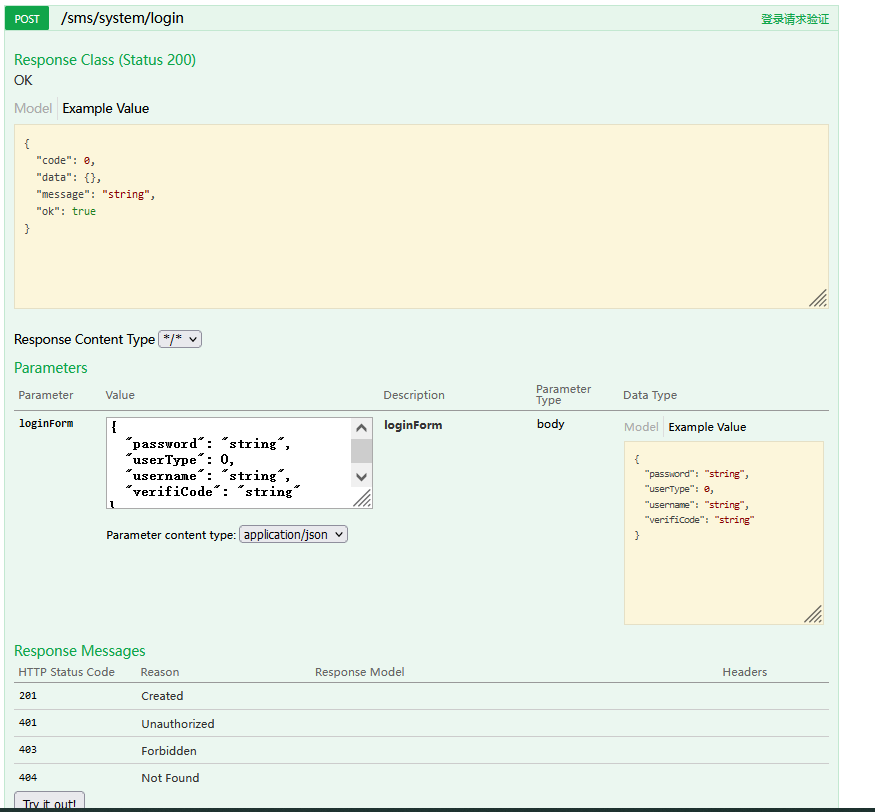 POST /sms/system/login 登录请求验证
Response Class (Status 200)
OK
Model Example Value
{
"code": 0,
"data": {},
"message": "string",
"ok": true
}
Response Content Type */*
Parameters
Parameter Value Description Parameter Type Data Type
loginForm
{
"password": "string",
"userType": 0,
"username": "string",
"verifiCode": "string"
}
Parameter content type: application/json
loginForm
body
Model Example Value
{
"password": "string",
"userType": 0,
"username": "string",
"verifiCode": "string"
}
Response Messages
HTTP Status Code Reason Response Model Headers
201 Created
401 Unauthorized
403 Forbidden
404 Not Found
Try it out!